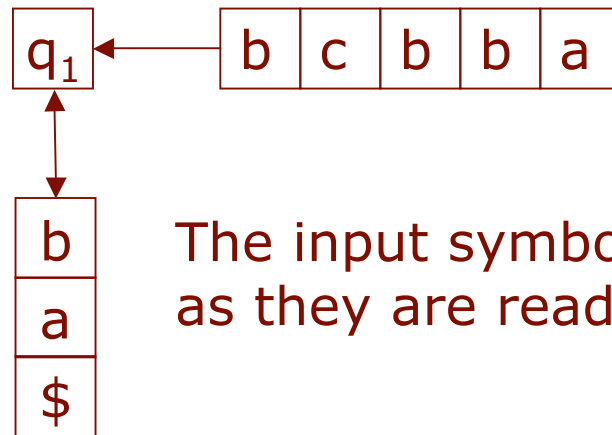 q₁ b c b b a
b
The input symbo
a
as they are read
$